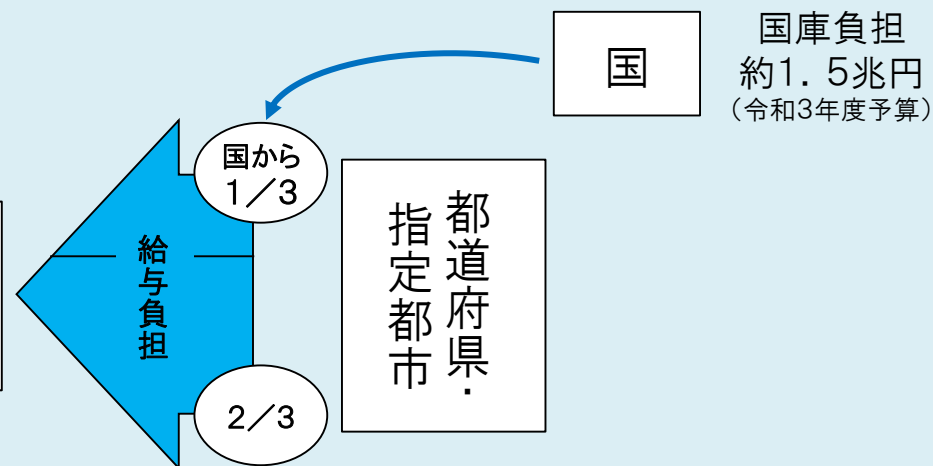 国
国庫負担
約1．5兆円
（令和3年度予算）
国から
1／3
給与負担
都道府県・
指定都市
2／3